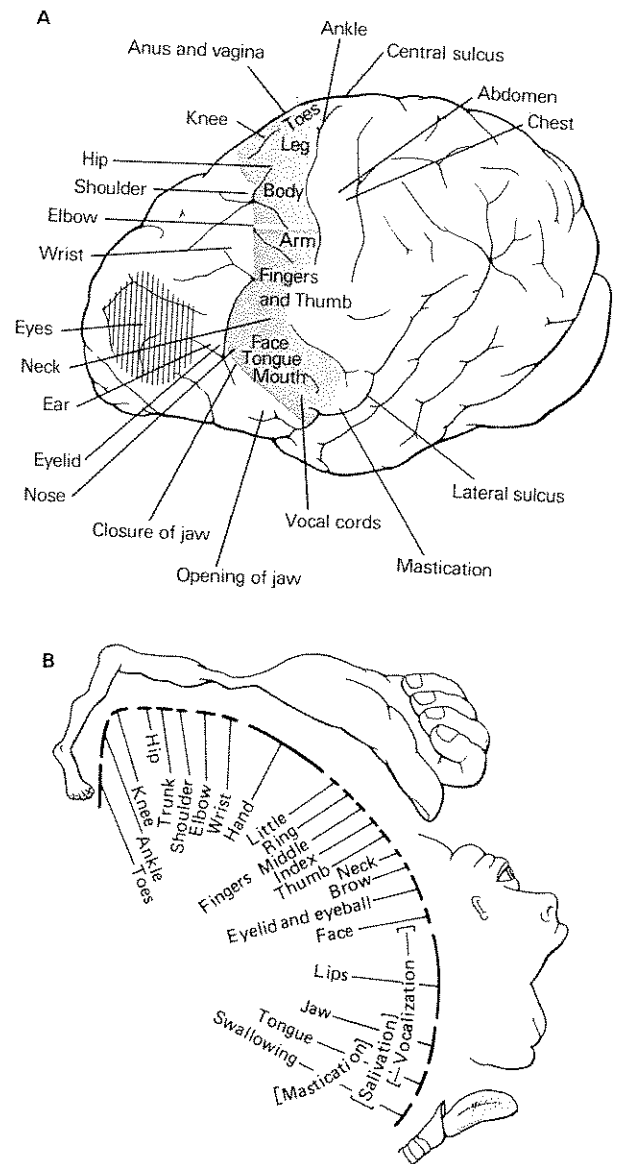 A
Ankle
Anus and vagina
Central sulcus
Abdomen
Chest
Knee
Toes
Leg
Hip
Shoulder
Body
Elbow
Arm
Wrist
Fingers
and Thumb
Eyes
Face
Neck
Tongue
Mouth
Ear
Eyelid
Nose
Lateral sulcus
Closure of jaw
Vocal cords
Opening of jaw
Mastication
B
Toes
Ankle
Knee
Hip
Trunk
Shoulder
Elbow
Wrist
Hand
Little
Ring
Fingers Middle
Index
Thumb
Neck
Brow
Eyelid and eyeball
Face
Lips
Jaw
Tongue
Swallowing
[Mastication]
[Salivation]
[Vocalization]